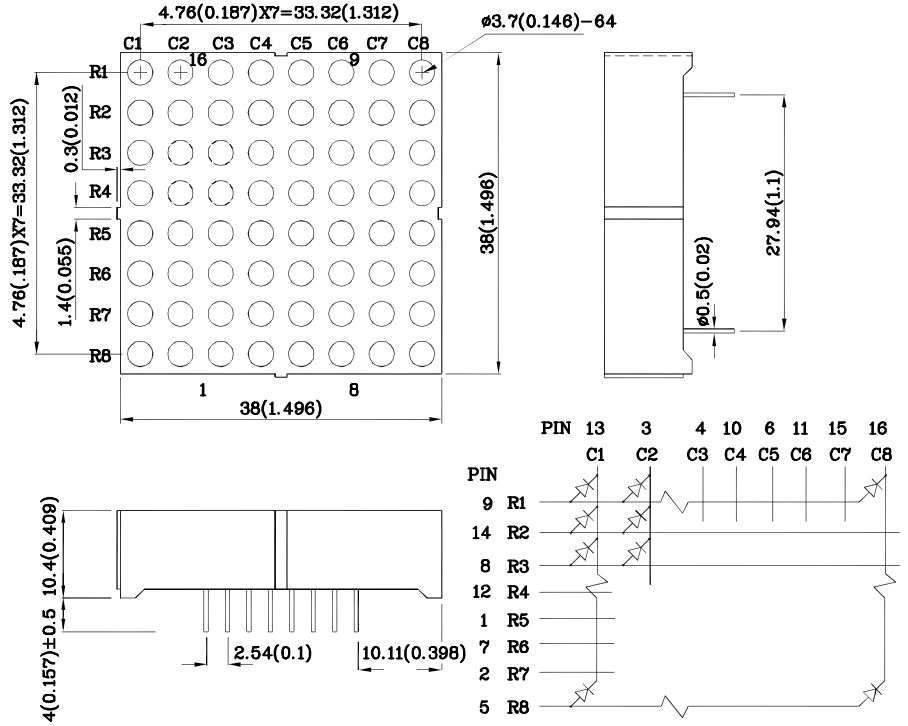 4.76(0.187)X7=33.32(1.312)
ø3.7(0.146)-64
C1 C2 C3 C4 C5 C6 C7 C8
16 9
R1
R2
R3
R4
R5
R6
R7
R8
4.76(.187)X7=33.32(1.312)
0.3(0.012)
1.4(0.055)
38(1.496)
1 8
38(1.496)
27.94(1.1)
ø0.5(0.02)
10.4(0.409)
4(0.157)±0.5
2.54(0.1)
10.11(0.398)
PIN 13 3 4 10 6 11 15 16
C1 C2 C3 C4 C5 C6 C7 C8
PIN
9 R1
14 R2
8 R3
12 R4
1 R5
7 R6
2 R7
5 R8